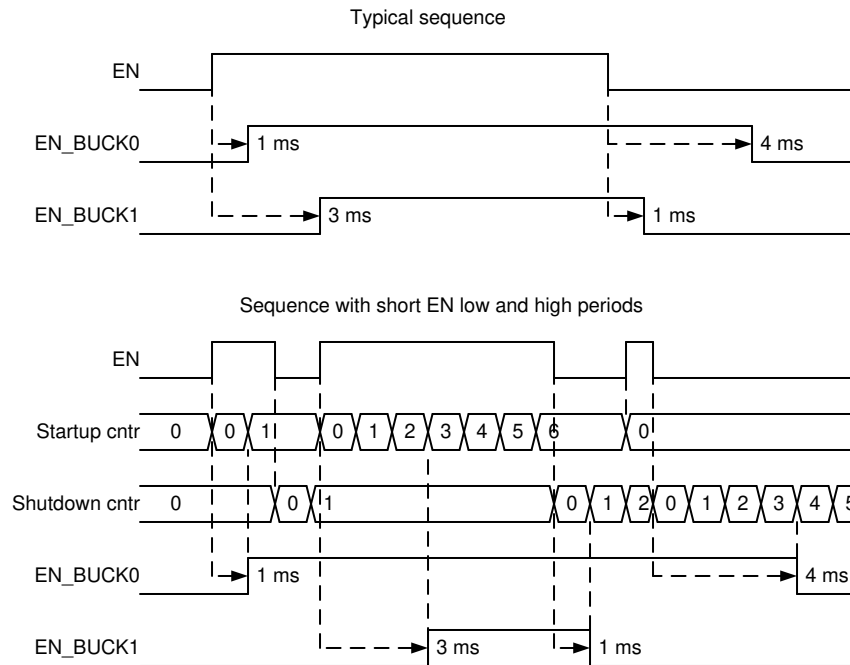 Typical sequence
EN
EN_BUCK0
1 ms
4 ms
EN_BUCK1
3 ms
1 ms
Sequence with short EN low and high periods
EN
Startup cntr
0 0 1 0 1 2 3 4 5 6 0
Shutdown cntr
0 0 1 0 1 2 0 1 2 3 4 5
EN_BUCK0
1 ms
4 ms
EN_BUCK1
3 ms
1 ms